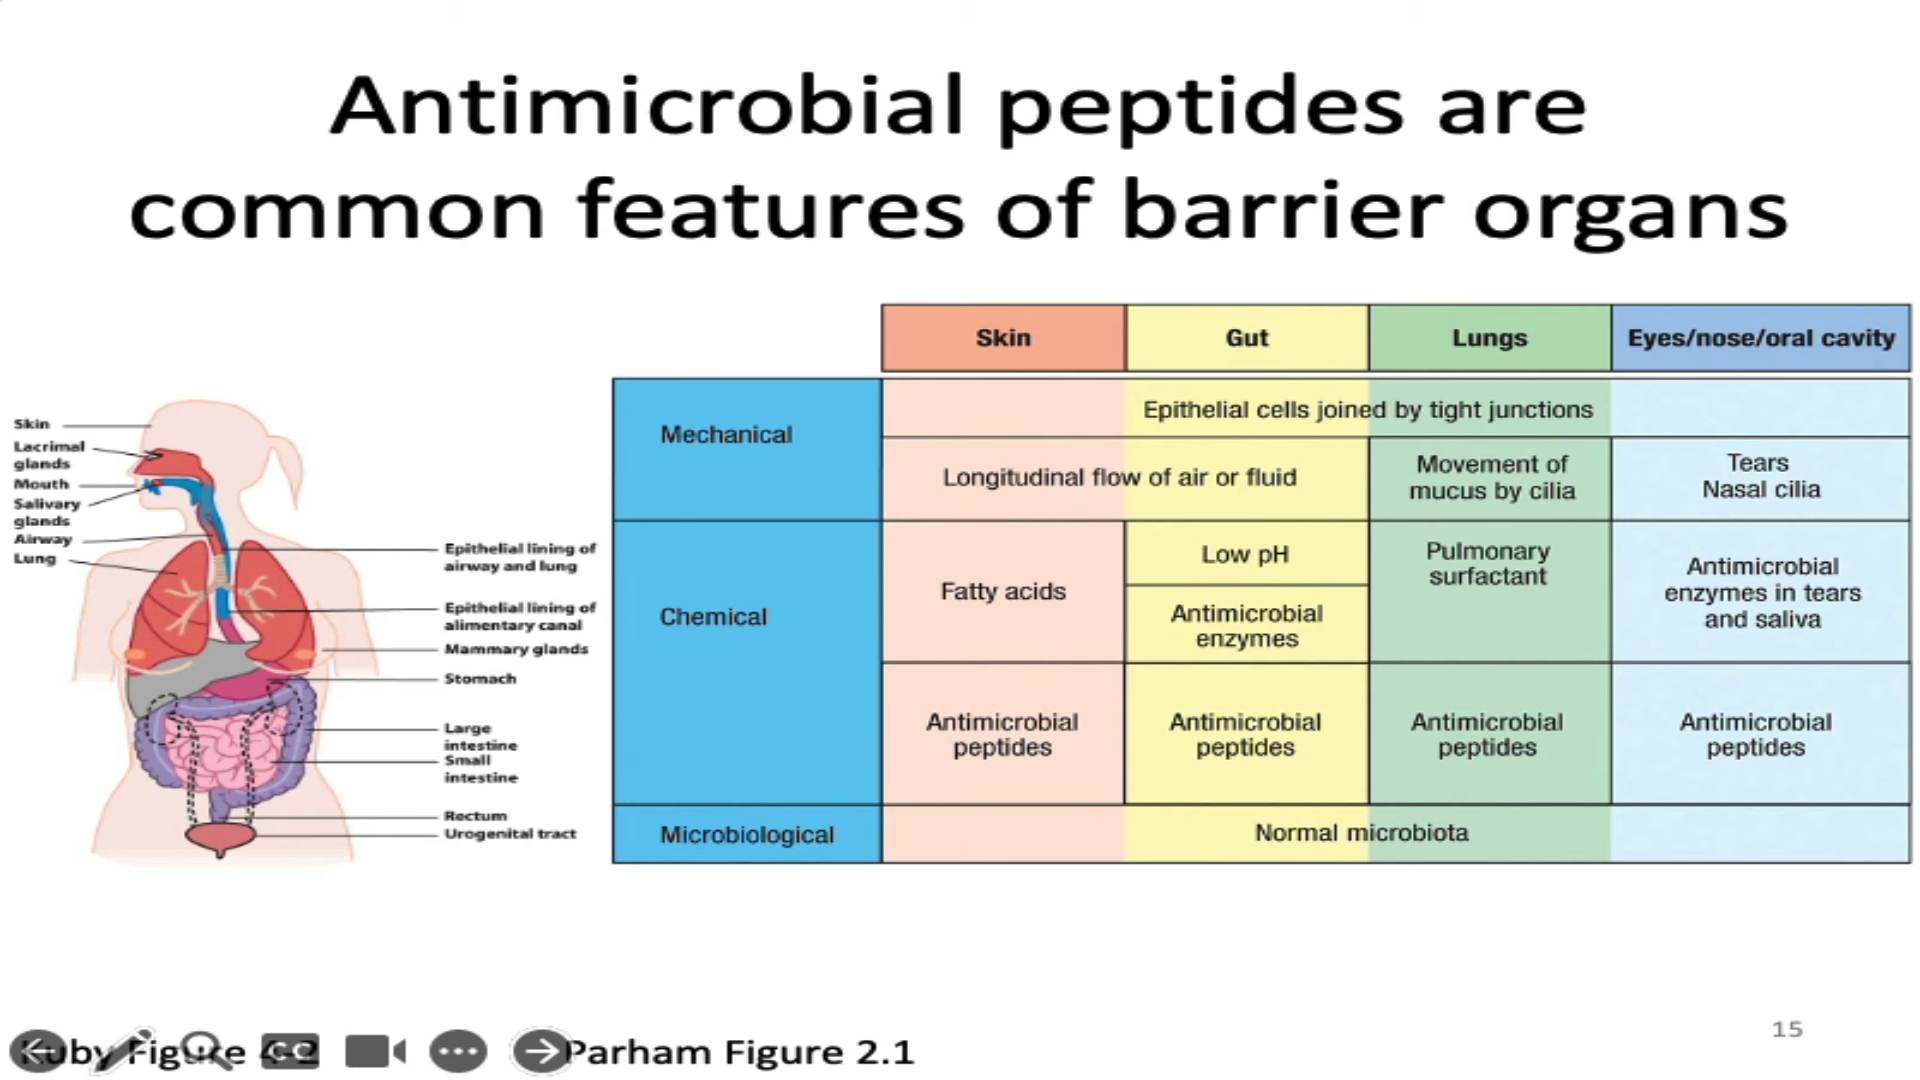 Antimicrobial peptides are
common features of barrier organs
Skin
Lacrimal
glands
Mouth
Salivary
glands
Airway
Lung
Epithelial lining of
airway and lung
Epithelial lining of
alimentary canal
Mammary glands
Stomach
Large
intestine
Small
intestine
Rectum
Urogenital tract
Skin
Gut
Lungs
Eyes/nose/oral cavity
Mechanical
Epithelial cells joined by tight junctions
Longitudinal flow of air or fluid
Movement of
mucus by cilia
Tears
Nasal cilia
Chemical
Fatty acids
Low pH
Antimicrobial
enzymes
Pulmonary
surfactant
Antimicrobial
enzymes in tears
and saliva
Antimicrobial
peptides
Antimicrobial
peptides
Antimicrobial
peptides
Antimicrobial
peptides
Microbiological
Normal microbiota
Figure
CC
Parham Figure 2.1
15